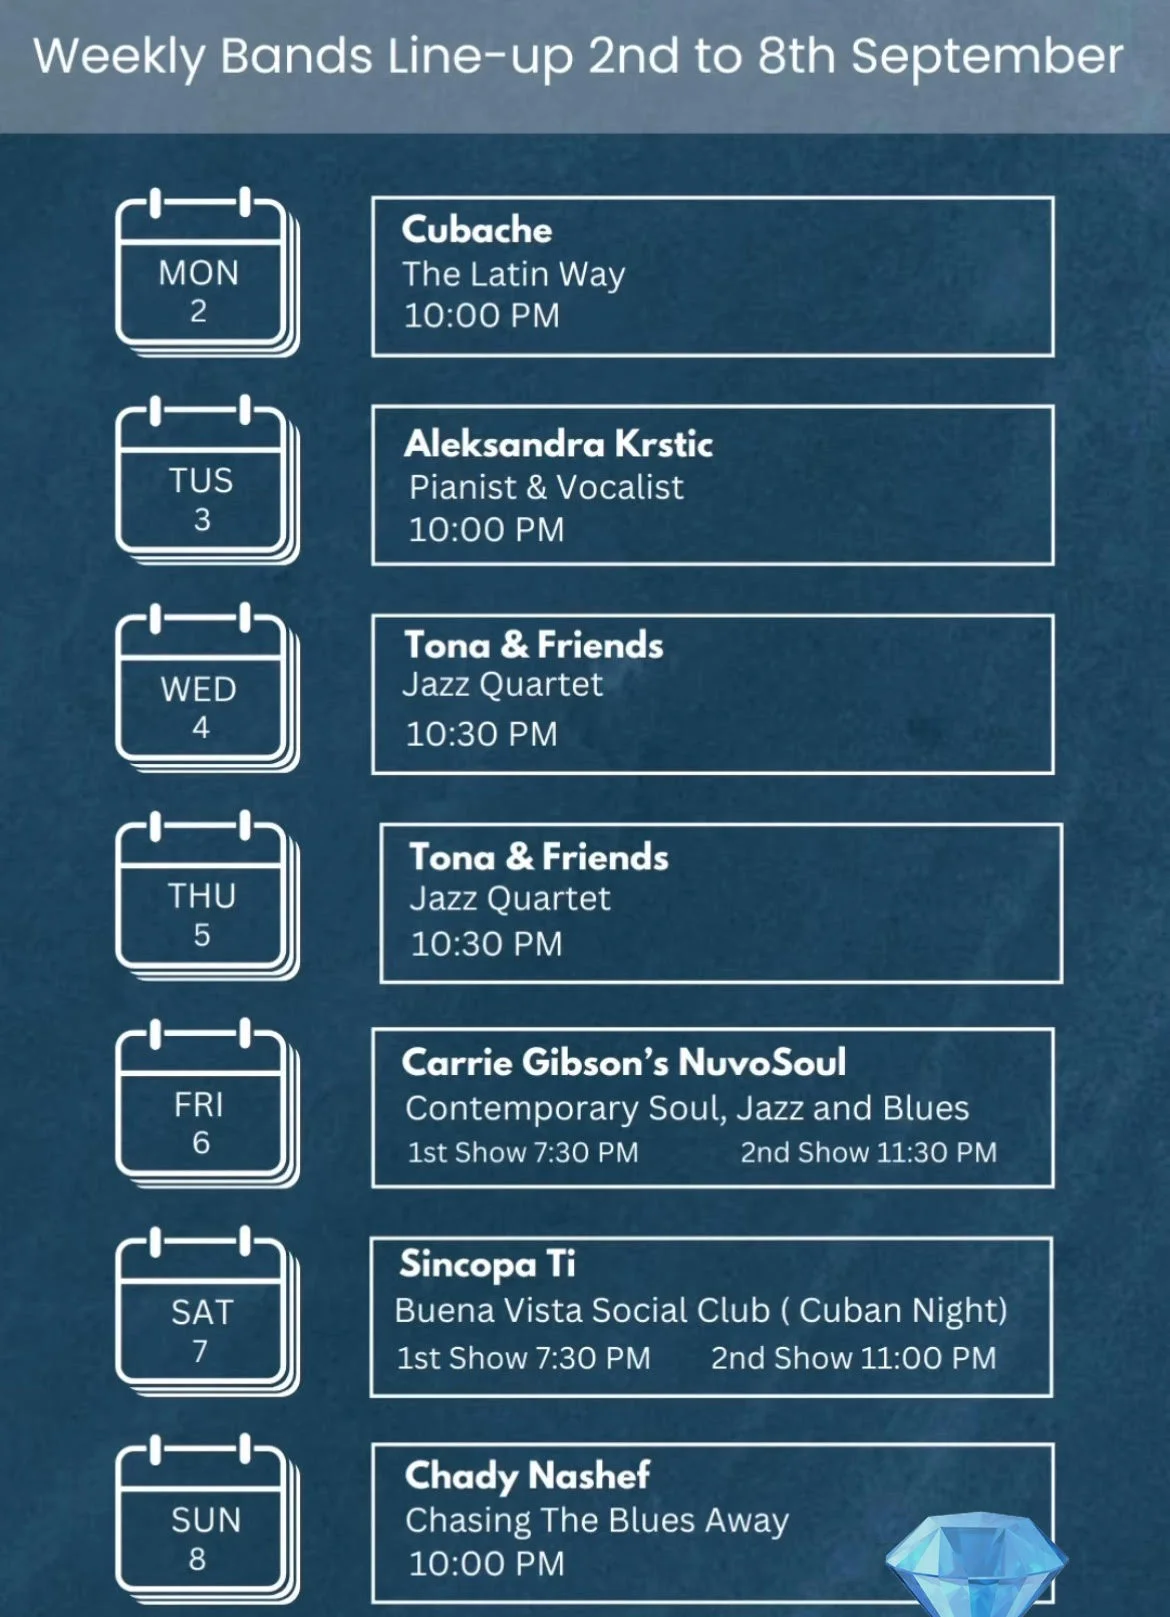 Weekly Bands Line-up 2nd to 8th September
MON
2
Cubache
The Latin Way
10:00 PM
TUS
3
Aleksandra Krstic
Pianist & Vocalist
10:00 PM
WED
4
Tona & Friends
Jazz Quartet
10:30 PM
THU
5
Tona & Friends
Jazz Quartet
10:30 PM
FRI
6
Carrie Gibson’s NuvoSoul
Contemporary Soul, Jazz and Blues
1st Show 7:30 PM 2nd Show 11:30 PM
SAT
7
Sincopa Ti
Buena Vista Social Club ( Cuban Night)
1st Show 7:30 PM 2nd Show 11:00 PM
SUN
8
Chady Nashef
Chasing The Blues Away
10:00 PM